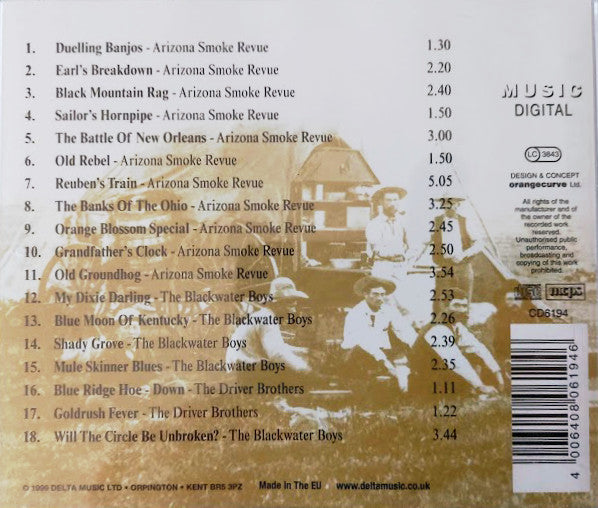 1. Duelling Banjos - Arizona Smoke Revue 1.30
2. Earl's Breakdown - Arizona Smoke Revue 2.20
3. Black Mountain Rag - Arizona Smoke Revue 2.40
4. Sailor's Hornpipe - Arizona Smoke Revue 1.50
5. The Battle Of New Orleans - Arizona Smoke Revue 3.00
6. Old Rebel - Arizona Smoke Revue 1.50
7. Reuben's Train - Arizona Smoke Revue 5.05
8. The Banks Of The Ohio - Arizona Smoke Revue 3.25
9. Orange Blossom Special - Arizona Smoke Revue 2.45
10. Grandfather's Clock - Arizona Smoke Revue 2.50
11. Old Groundhog - Arizona Smoke Revue 3.54
12. My Dixie Darling - The Blackwater Boys 2.53
13. Blue Moon Of Kentucky - The Blackwater Boys 2.26
14. Shady Grove - The Blackwater Boys 2.39
15. Mule Skinner Blues - The Blackwater Boys 2.35
16. Blue Ridge Hoe - Down - The Driver Brothers 1.11
17. Goldrush Fever - The Driver Brothers 1.22
18. Will The Circle Be Unbroken? - The Blackwater Boys 3.44
MUSIC
DIGITAL
LC 3643
DESIGN & CONCEPT
orangecurve Ltd.
All rights of the
manufacturer and of
the owner of the
recorded work
reserved.
Unauthorised public
performance,
broadcasting and
copying of this work
prohibited.
mcps
CD6194
4 006408 061946
© 1999 DELTA MUSIC LTD • ORPINGTON • KENT BR5 3PZ Made In The EU www.deltamusic.co.uk